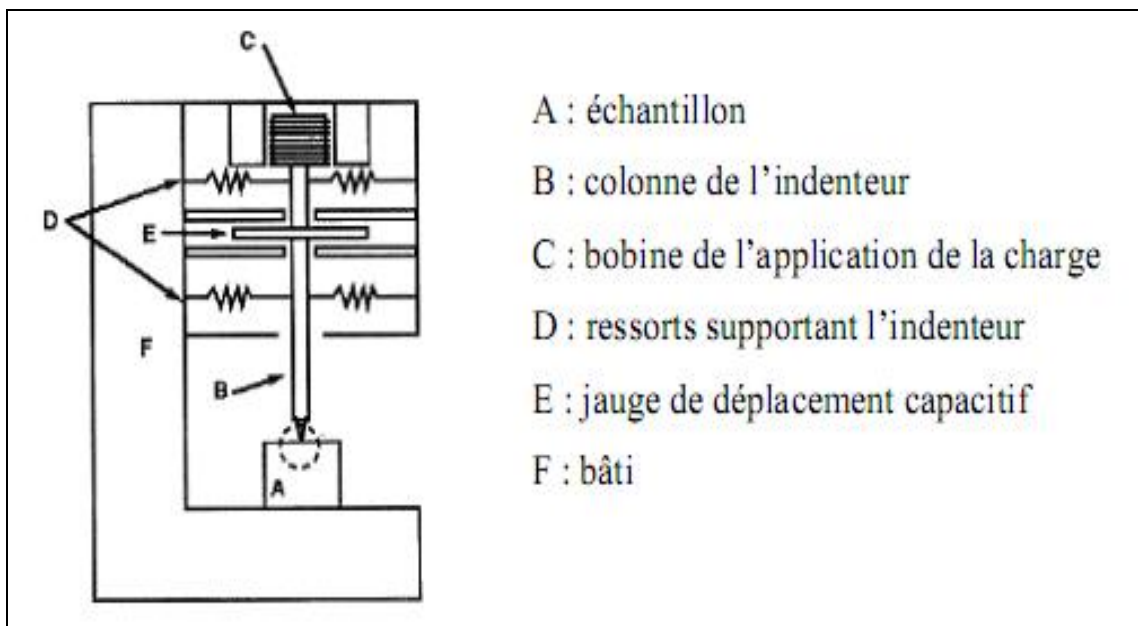 C
D
E
F
B
A
A : échantillon
B : colonne de l’indenteur
C : bobine de l’application de la charge
D : ressorts supportant l’indenteur
E : jauge de déplacement capacitif
F : bâti